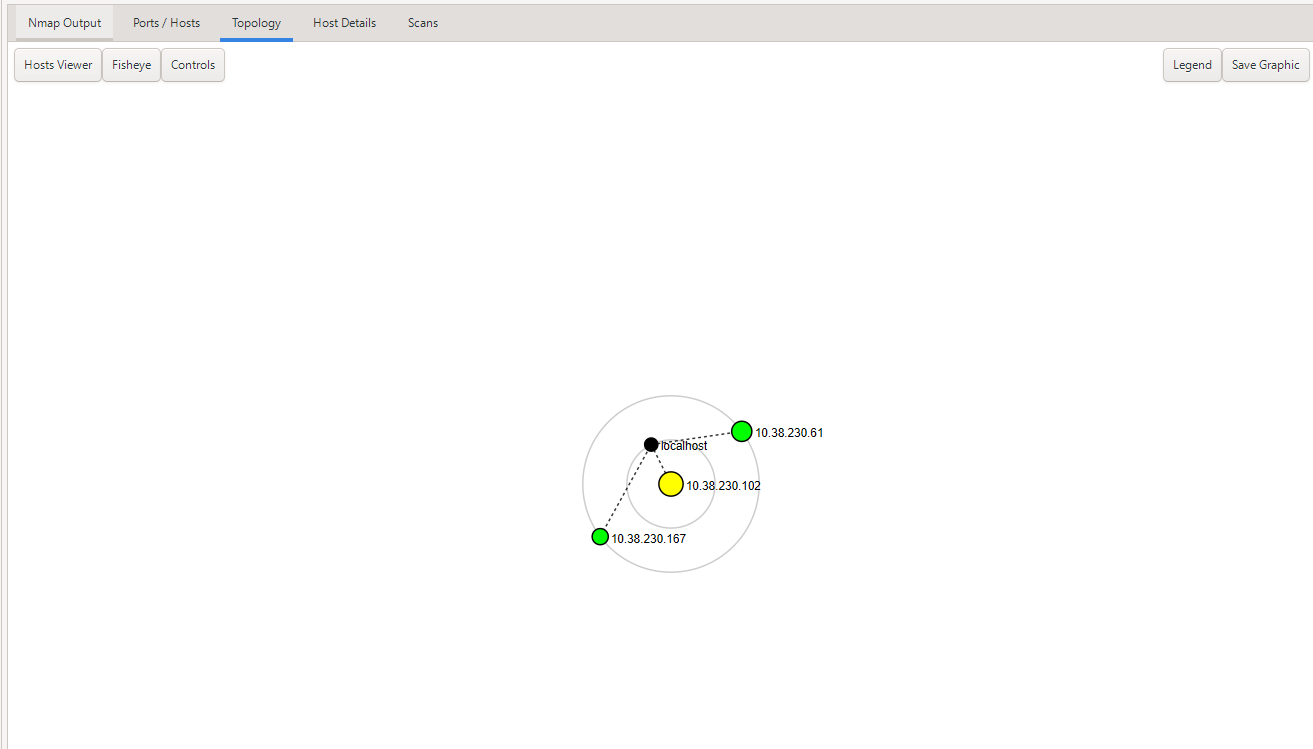 Nmap Output Ports / Hosts Topology Host Details Scans
Hosts Viewer Fisheye Controls Legend Save Graphic
10.38.230.61
localhost
10.38.230.102
10.38.230.167